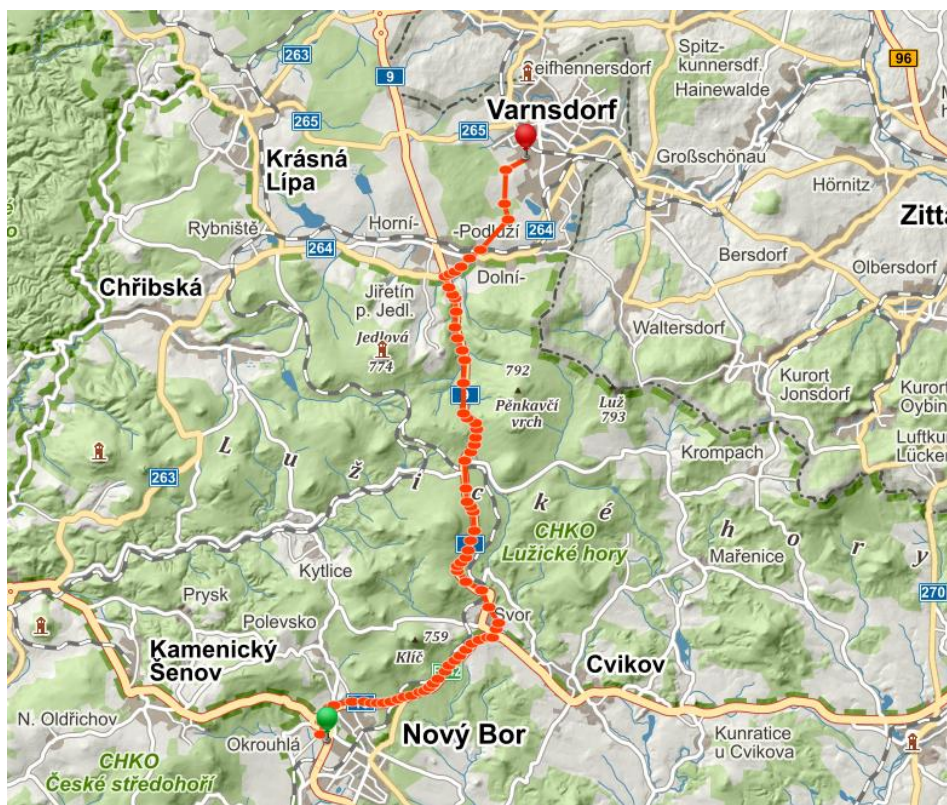 263
9
Seifhennersdorf
Spitz-
kunnersdf.
96
Hainewalde
Varnsdorf
265
265
Krásná
Lípa
Großschönau
Hörnitz
Rybniště
Horní-
-Podluží
264
264
Dolní-
Bersdorf
Olbersdorf
Chřibská
Jiřetín
p. Jedl.
Waltersdorf
Jedlová
774
792
Pěnkavčí
vrch
Luž
793
Kurort
Jonsdorf
Oybin
Krompach
263
L u ž i c k é h o r y
CHKO
Lužické hory
Mařenice
Kytlice
270
Prysk
Polevsko
Svor
759
Klíč
Kamenický
Šenov
Cvikov
N. Oldřichov
Okrouhlá
Nový Bor
Kunratice
u Cvikova
CHKO
České středohoří